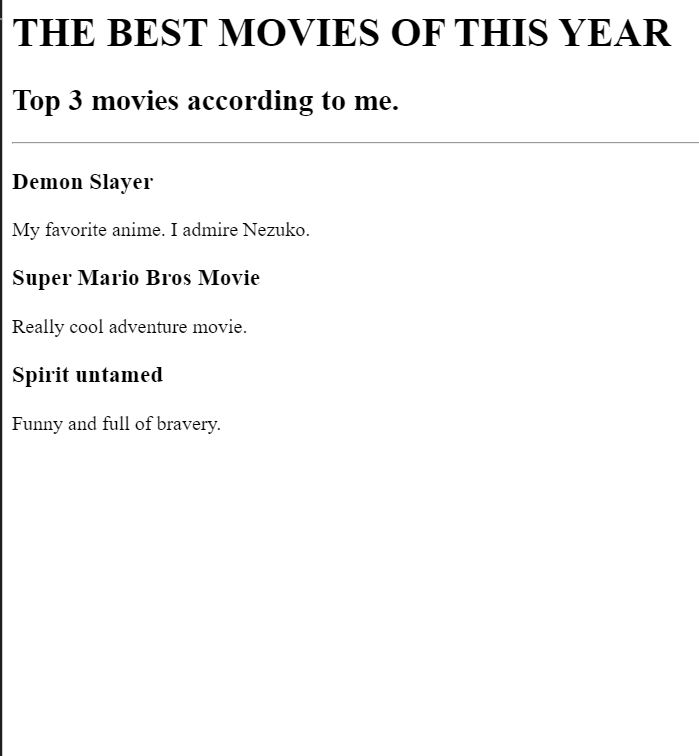 THE BEST MOVIES OF THIS YEAR
Top 3 movies according to me.
Demon Slayer
My favorite anime. I admire Nezuko.
Super Mario Bros Movie
Really cool adventure movie.
Spirit untamed
Funny and full of bravery.